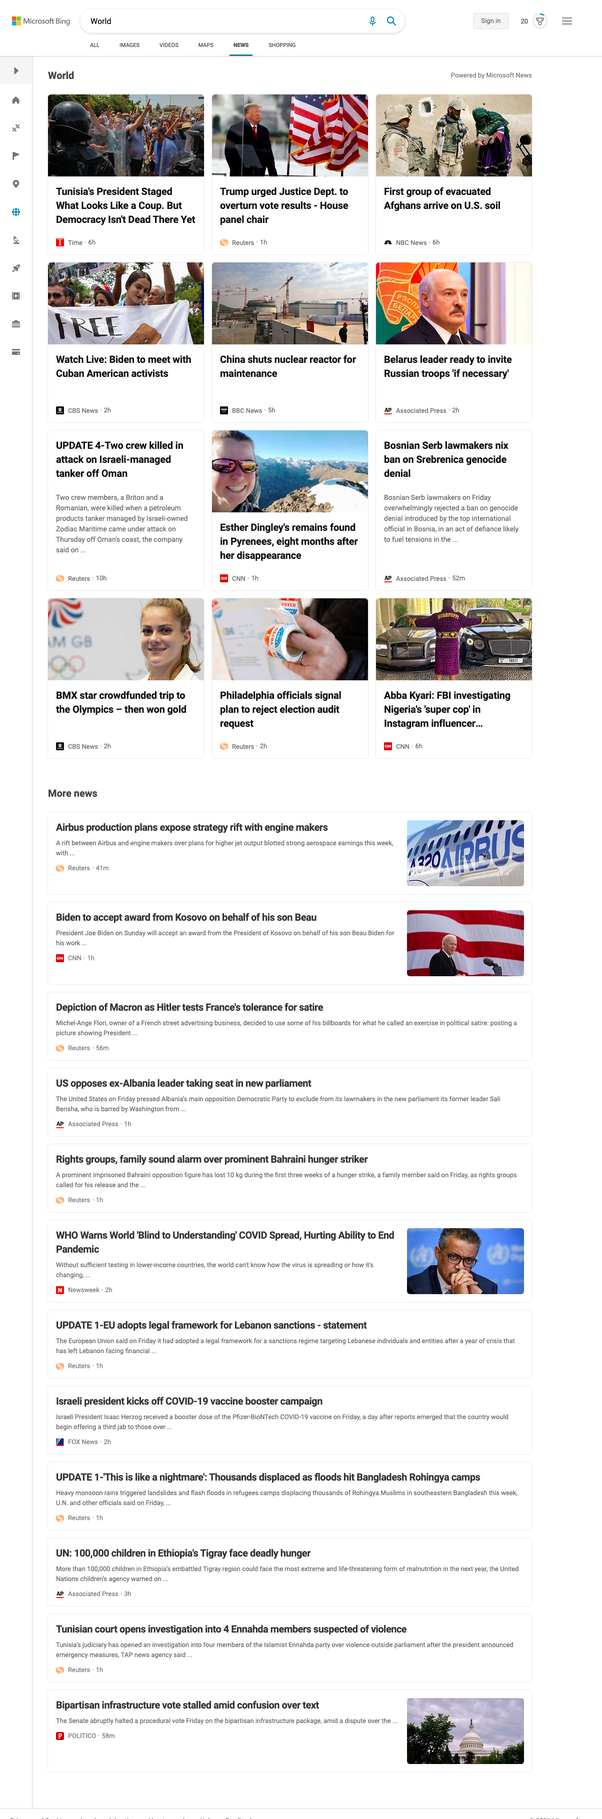 Microsoft Bing
World
Sign in
20
ALL IMAGES VIDEOS MAPS NEWS SHOPPING
World
Powered by Microsoft News
Tunisia's President Staged
What Looks Like a Coup. But
Democracy Isn't Dead There Yet
Time · 6h
Trump urged Justice Dept. to
overturn vote results - House
panel chair
Reuters · 1h
First group of evacuated
Afghans arrive on U.S. soil
NBC News · 6h
FREE
Watch Live: Biden to meet with
Cuban American activists
CBS News · 2h
China shuts nuclear reactor for
maintenance
BBC News · 5h
Belarus leader ready to invite
Russian troops 'if necessary'
AP Associated Press · 2h
UPDATE 4-Two crew killed in
attack on Israeli-managed
tanker off Oman
Two crew members, a Briton and a
Romanian, were killed when a petroleum
products tanker managed by Israeli-owned
Zodiac Maritime came under attack on
Thursday off Oman's coast, the company
said on ...
Reuters · 10h
Esther Dingley's remains found
in Pyrenees, eight months after
her disappearance
CNN · 1h
Bosnian Serb lawmakers nix
ban on Srebrenica genocide
denial
Bosnian Serb lawmakers on Friday
overwhelmingly rejected a ban on genocide
denial introduced by the top international
official in Bosnia, in an act of defiance likely
to fuel tensions in the ...
AP Associated Press · 52m
AM GB
BMX star crowdfunded trip to
the Olympics – then won gold
CBS News · 2h
Philadelphia officials signal
plan to reject election audit
request
Reuters · 2h
Abba Kyari: FBI investigating
Nigeria's 'super cop' in
Instagram influencer...
CNN · 6h
More news
Airbus production plans expose strategy rift with engine makers
A rift between Airbus and engine makers over plans for higher jet output blotted strong aerospace earnings this week,
with ...
Reuters · 41m
A320 AIRBUS
Biden to accept award from Kosovo on behalf of his son Beau
President Joe Biden on Sunday will accept an award from the President of Kosovo on behalf of his son Beau Biden for
his work ...
CNN · 1h
Depiction of Macron as Hitler tests France's tolerance for satire
Michel-Ange Flori, owner of a French street advertising business, decided to use some of his billboards for what he called an exercise in political satire: posting a
picture showing President ...
Reuters · 56m
US opposes ex-Albania leader taking seat in new parliament
The United States on Friday pressed Albania's main opposition Democratic Party to exclude from its lawmakers in the new parliament its former leader Sali
Berisha, who is barred by Washington from ...
AP Associated Press · 1h
Rights groups, family sound alarm over prominent Bahraini hunger striker
A prominent imprisoned Bahraini opposition figure has lost 10 kg during the first three weeks of a hunger strike, a family member said on Friday, as rights groups
called for his release and the ...
Reuters · 1h
WHO Warns World 'Blind to Understanding' COVID Spread, Hurting Ability to End
Pandemic
Without sufficient testing in lower-income countries, the world can't know how the virus is spreading or how it's
changing, ...
N Newsweek · 2h
UPDATE 1-EU adopts legal framework for Lebanon sanctions - statement
The European Union said on Friday it had adopted a legal framework for a sanctions regime targeting Lebanese individuals and entities after a year of crisis that
has left Lebanon facing financial ...
Reuters · 1h
Israeli president kicks off COVID-19 vaccine booster campaign
Israeli President Isaac Herzog received a booster dose of the Pfizer-BioNTech COVID-19 vaccine on Friday, a day after reports emerged that the country would
begin offering a third jab to those over ...
FOX News · 2h
UPDATE 1-'This is like a nightmare': Thousands displaced as floods hit Bangladesh Rohingya camps
Heavy monsoon rains triggered landslides and flash floods in refugees camps displacing thousands of Rohingya Muslims in southeastern Bangladesh this week,
U.N. and other officials said on Friday, ...
Reuters · 1h
UN: 100,000 children in Ethiopia's Tigray face deadly hunger
More than 100,000 children in Ethiopia's embattled Tigray region could face the most extreme and life-threatening form of malnutrition in the next year, the United
Nations children's agency warned on ...
AP Associated Press · 3h
Tunisian court opens investigation into 4 Ennahda members suspected of violence
Tunisia's judiciary has opened an investigation into four members of the Islamist Ennahda party over violence outside parliament after the president announced
emergency measures, TAP news agency said ...
Reuters · 1h
Bipartisan infrastructure vote stalled amid confusion over text
The Senate abruptly halted a procedural vote Friday on the bipartisan infrastructure package, amid a dispute over the ...
P POLITICO · 58m